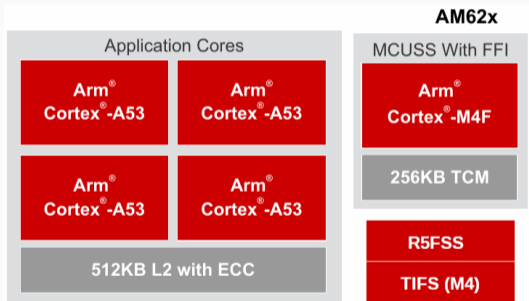 AM62x
Application Cores
Arm®
Cortex®-A53
Arm®
Cortex®-A53
Arm®
Cortex®-A53
Arm®
Cortex®-A53
512KB L2 with ECC
MCUSS With FFI
Arm®
Cortex®-M4F
256KB TCM
R5FSS
TIFS (M4)